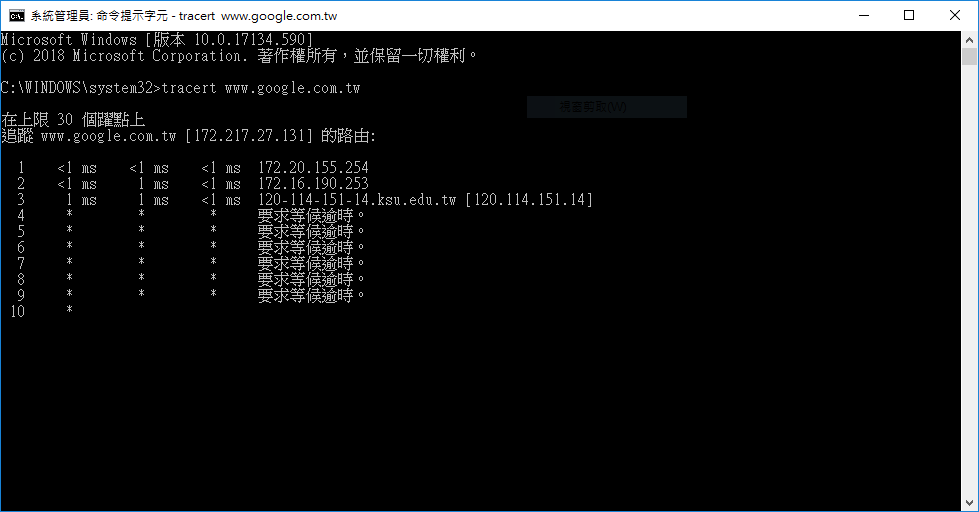 系統管理員: 命令提示字元 - tracert www.google.com.tw
Microsoft Windows [版本 10.0.17134.590]
(c) 2018 Microsoft Corporation. 著作權所有，並保留一切權利。
C:\WINDOWS\system32>tracert www.google.com.tw
在上限 30 個躍點上
追蹤 www.google.com.tw [172.217.27.131] 的路由:
1 <1 ms <1 ms <1 ms 172.20.155.254
2 <1 ms 1 ms <1 ms 172.16.190.253
3 1 ms 1 ms <1 ms 120-114-151-14.ksu.edu.tw [120.114.151.14]
4 * * * 要求等候逾時。
5 * * * 要求等候逾時。
6 * * * 要求等候逾時。
7 * * * 要求等候逾時。
8 * * * 要求等候逾時。
9 * * * 要求等候逾時。
10 *